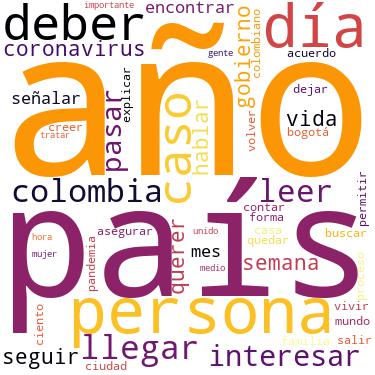 importante
encontrar
deber
día
coronavirus
gente
gobierno
colombiano
acuerdo
explicar
año
señalar
pasar
caso
hablar
dejar
vida
creer
tratar
volver
bogotá
colombia
leer
permitir
contar
forma
país
hora
asegurar
unido
casa
quedar
buscar
mujer
pandemia
querer
mes
medio
semana
proceso
persona
vivir
ciento
mundo
llegar
familia
salir
seguir
ciudad
interesar